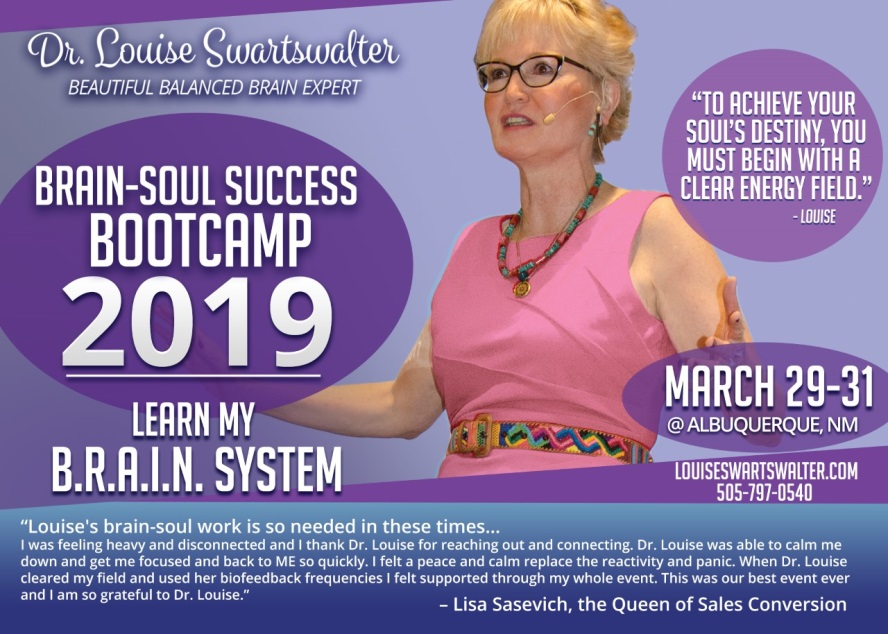 Dr. Louise Swartswalter
BEAUTIFUL BALANCED BRAIN EXPERT
BRAIN-SOUL SUCCESS
BOOTCAMP
2019
LEARN MY
B.R.A.I.N. SYSTEM
“TO ACHIEVE YOUR
SOUL'S DESTINY, YOU
MUST BEGIN WITH A
CLEAR ENERGY FIELD.”
- LOUISE
MARCH 29-31
@ ALBUQUERQUE, NM
LOUISESWARTSWALTER.COM
505-797-0540
“Louise's brain-soul work is so needed in these times...
I was feeling heavy and disconnected and I thank Dr. Louise for reaching out and connecting. Dr. Louise was able to calm me
down and get me focused and back to ME so quickly. I felt a peace and calm replace the reactivity and panic. When Dr. Louise
cleared my field and used her biofeedback frequencies I felt supported through my whole event. This was our best event ever
and I am so grateful to Dr. Louise.”
– Lisa Sasevich, the Queen of Sales Conversion